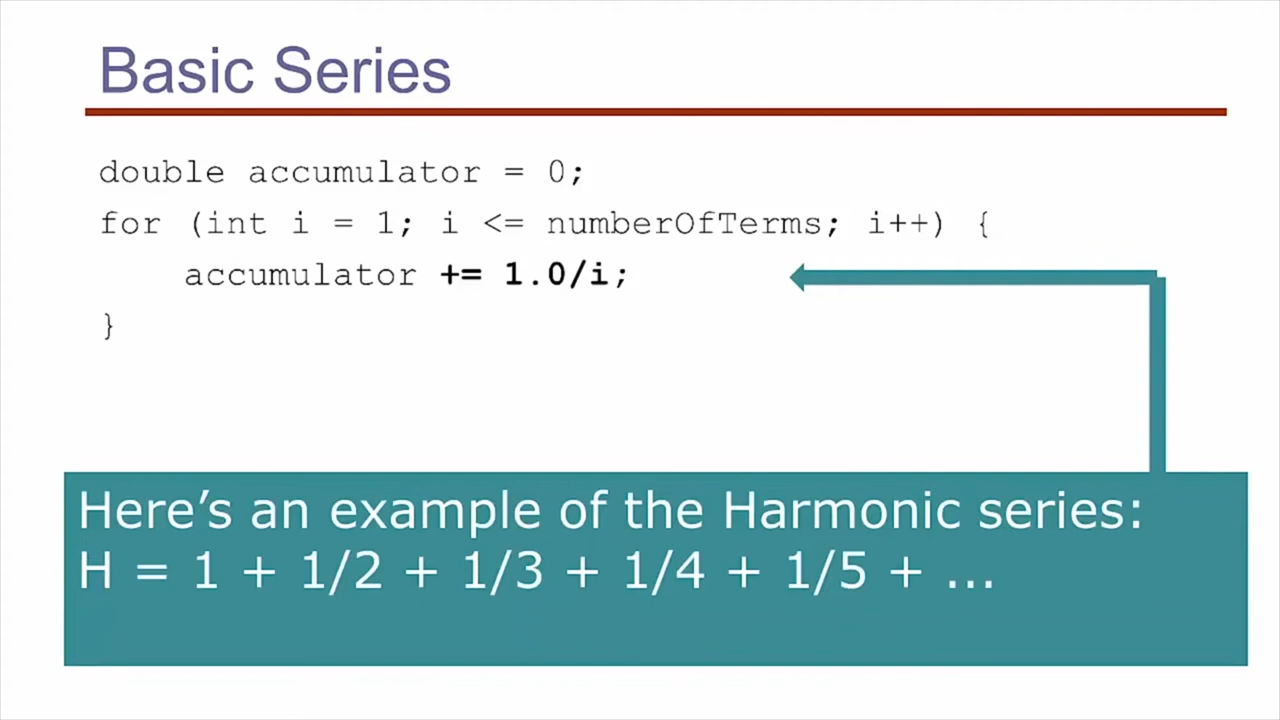 Basic Series
double accumulator = 0;
for (int i = 1; i <= numberOfTerms; i++) {
    accumulator += 1.0/i;
}
Here’s an example of the Harmonic series:
H = 1 + 1/2 + 1/3 + 1/4 + 1/5 + ...